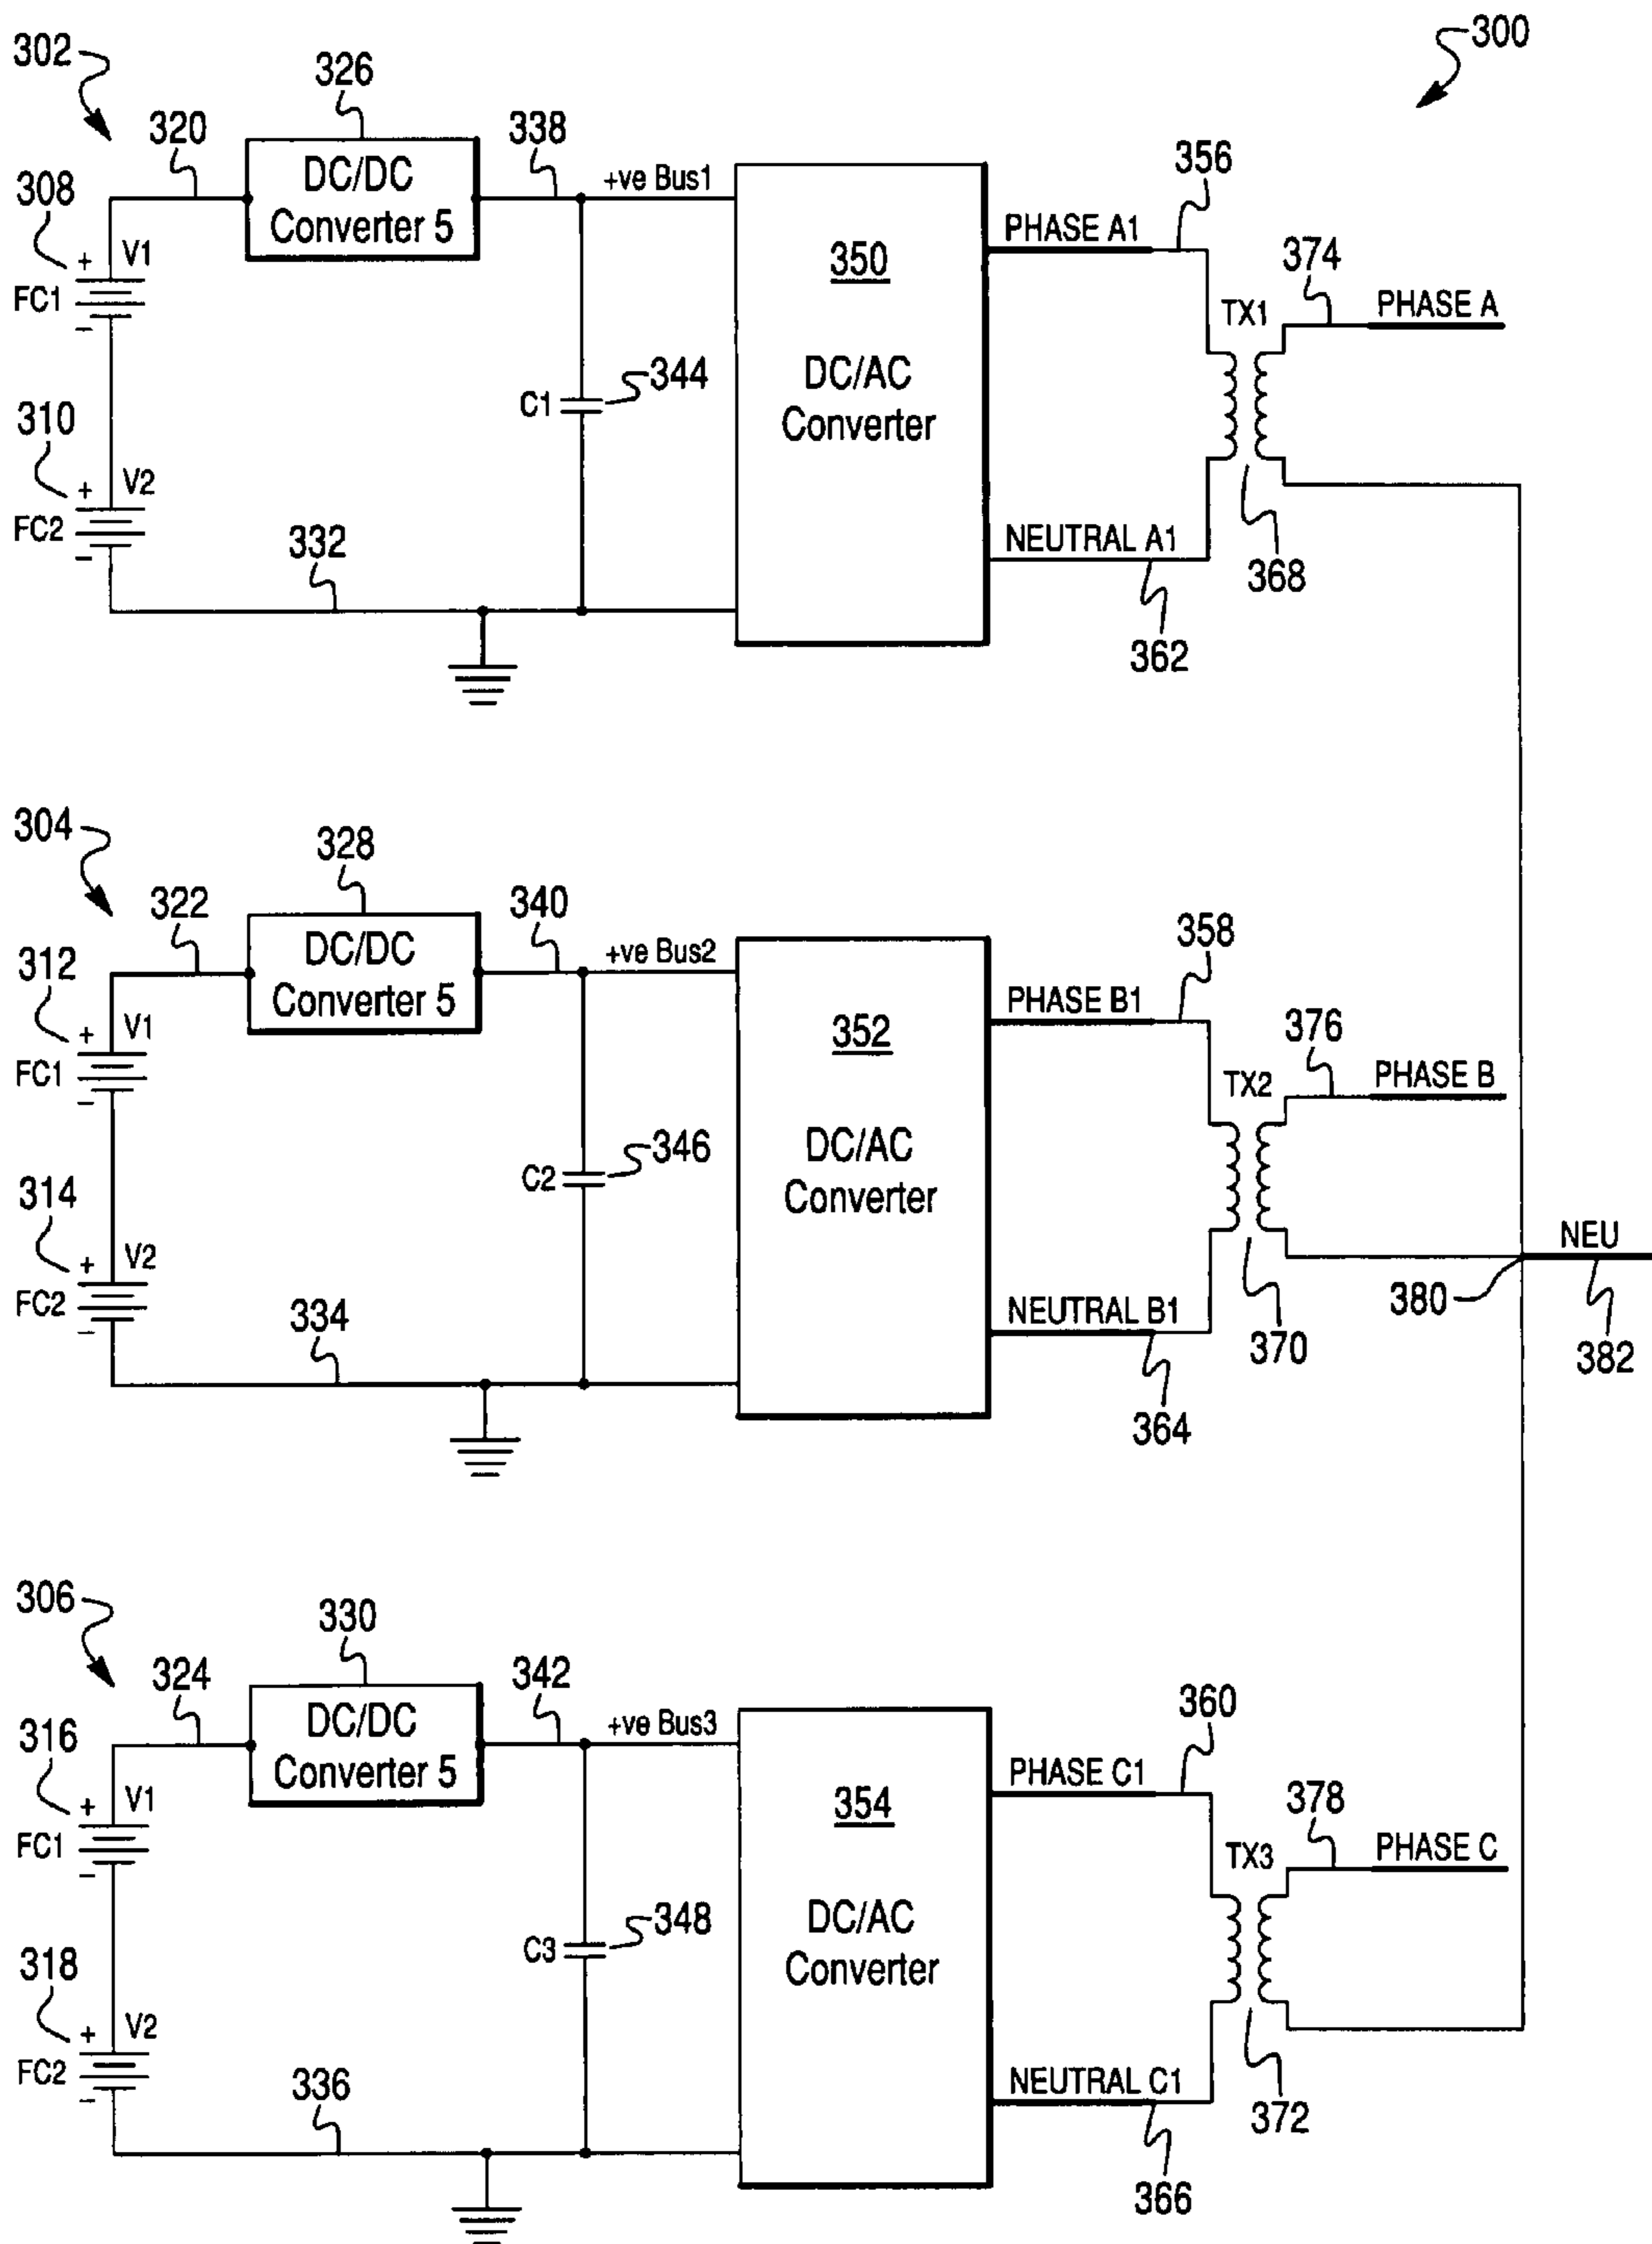 300
302
326
320
338
DC/DC
Converter 5
+ve Bus1
308
+
V1
FC1
−
356
PHASE A1
350
374
TX1
PHASE A
344
C1
DC/AC
Converter
310
+
V2
FC2
−
332
NEUTRAL A1
368
362
304
328
322
340
DC/DC
Converter 5
+ve Bus2
312
+
V1
FC1
−
358
PHASE B1
352
376
TX2
PHASE B
346
C2
DC/AC
Converter
314
+
V2
FC2
−
334
NEU
380
382
NEUTRAL B1
370
364
306
330
324
342
DC/DC
Converter 5
+ve Bus3
316
+
V1
FC1
−
360
PHASE C1
354
378
TX3
PHASE C
348
C3
DC/AC
Converter
318
+
V2
FC2
−
336
NEUTRAL C1
372
366